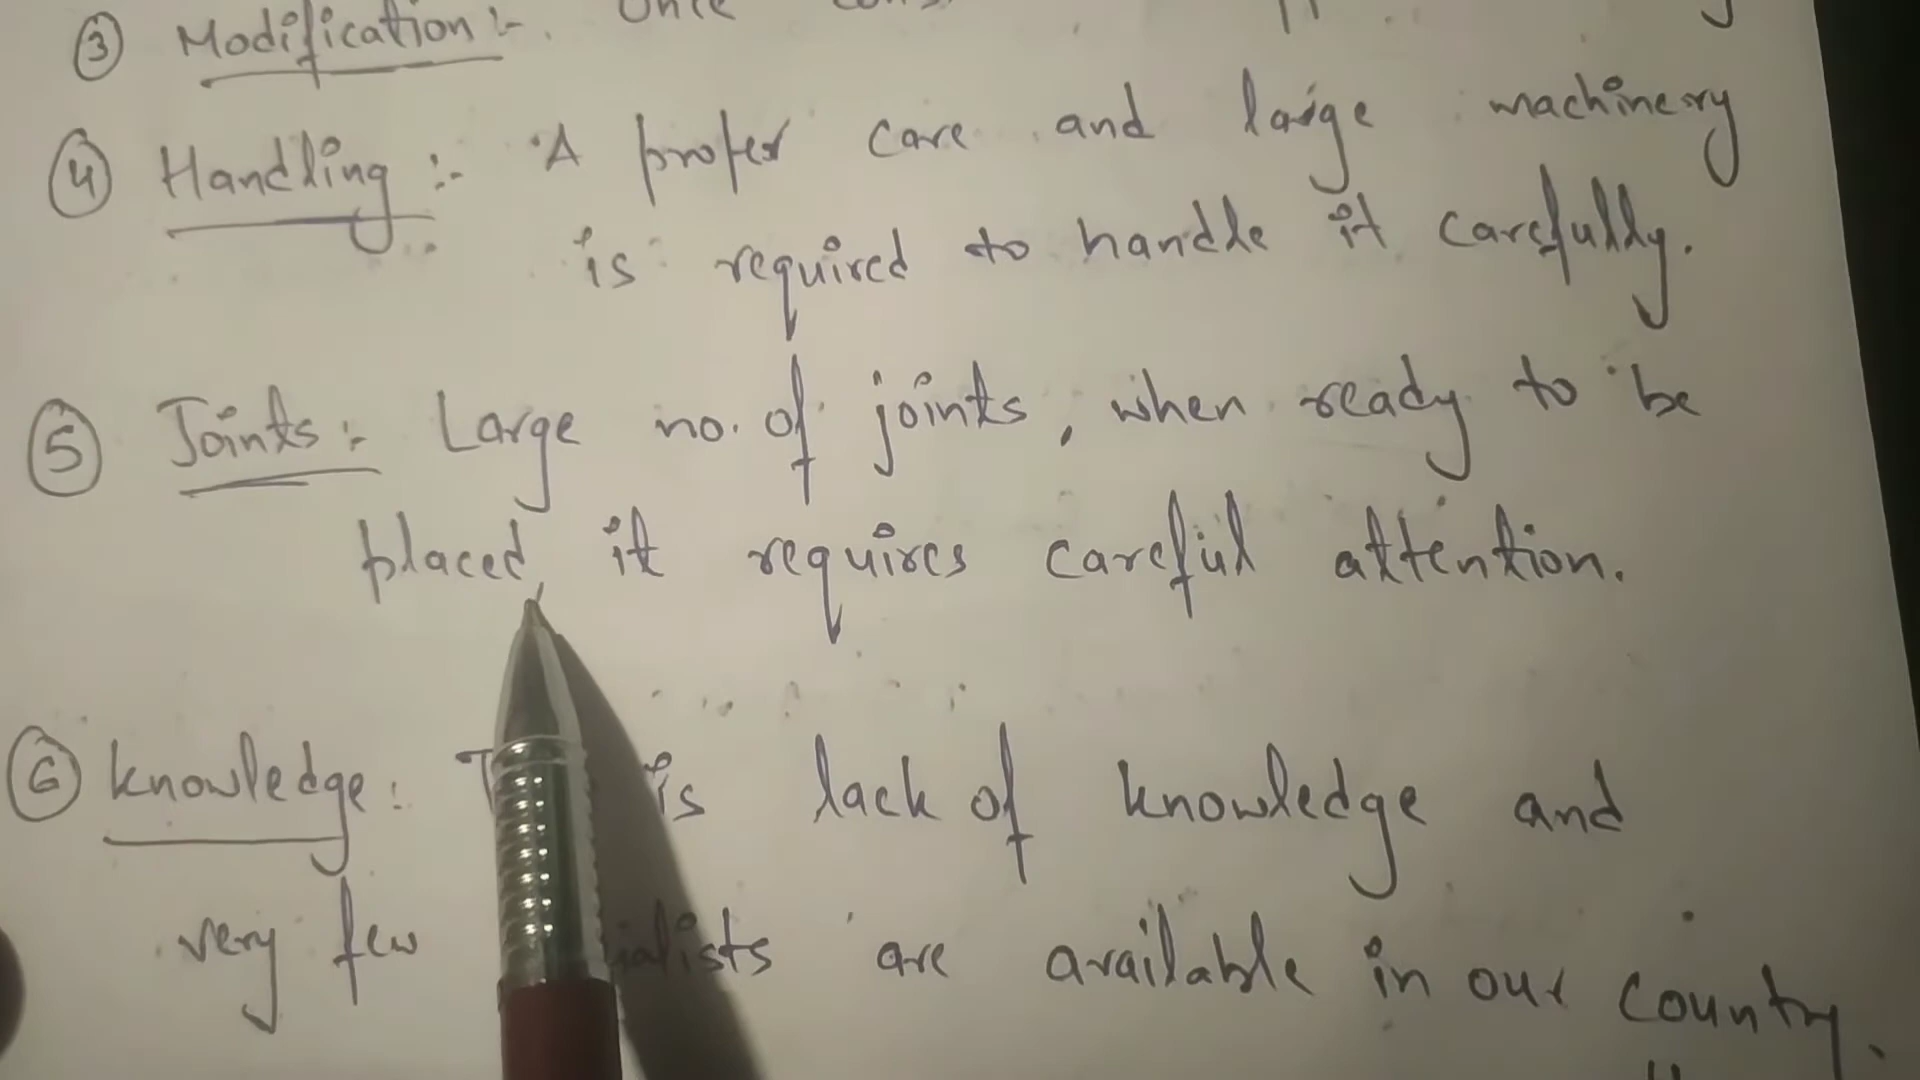 ③ Modification :- Once
④ Handling :- A proper care and large machinery
is required to handle it carefully.
⑤ Joints :- Large no. of joints, when ready to be
placed, it requires careful attention.
⑥ Knowledge : is lack of knowledge and
very few are available in our country.